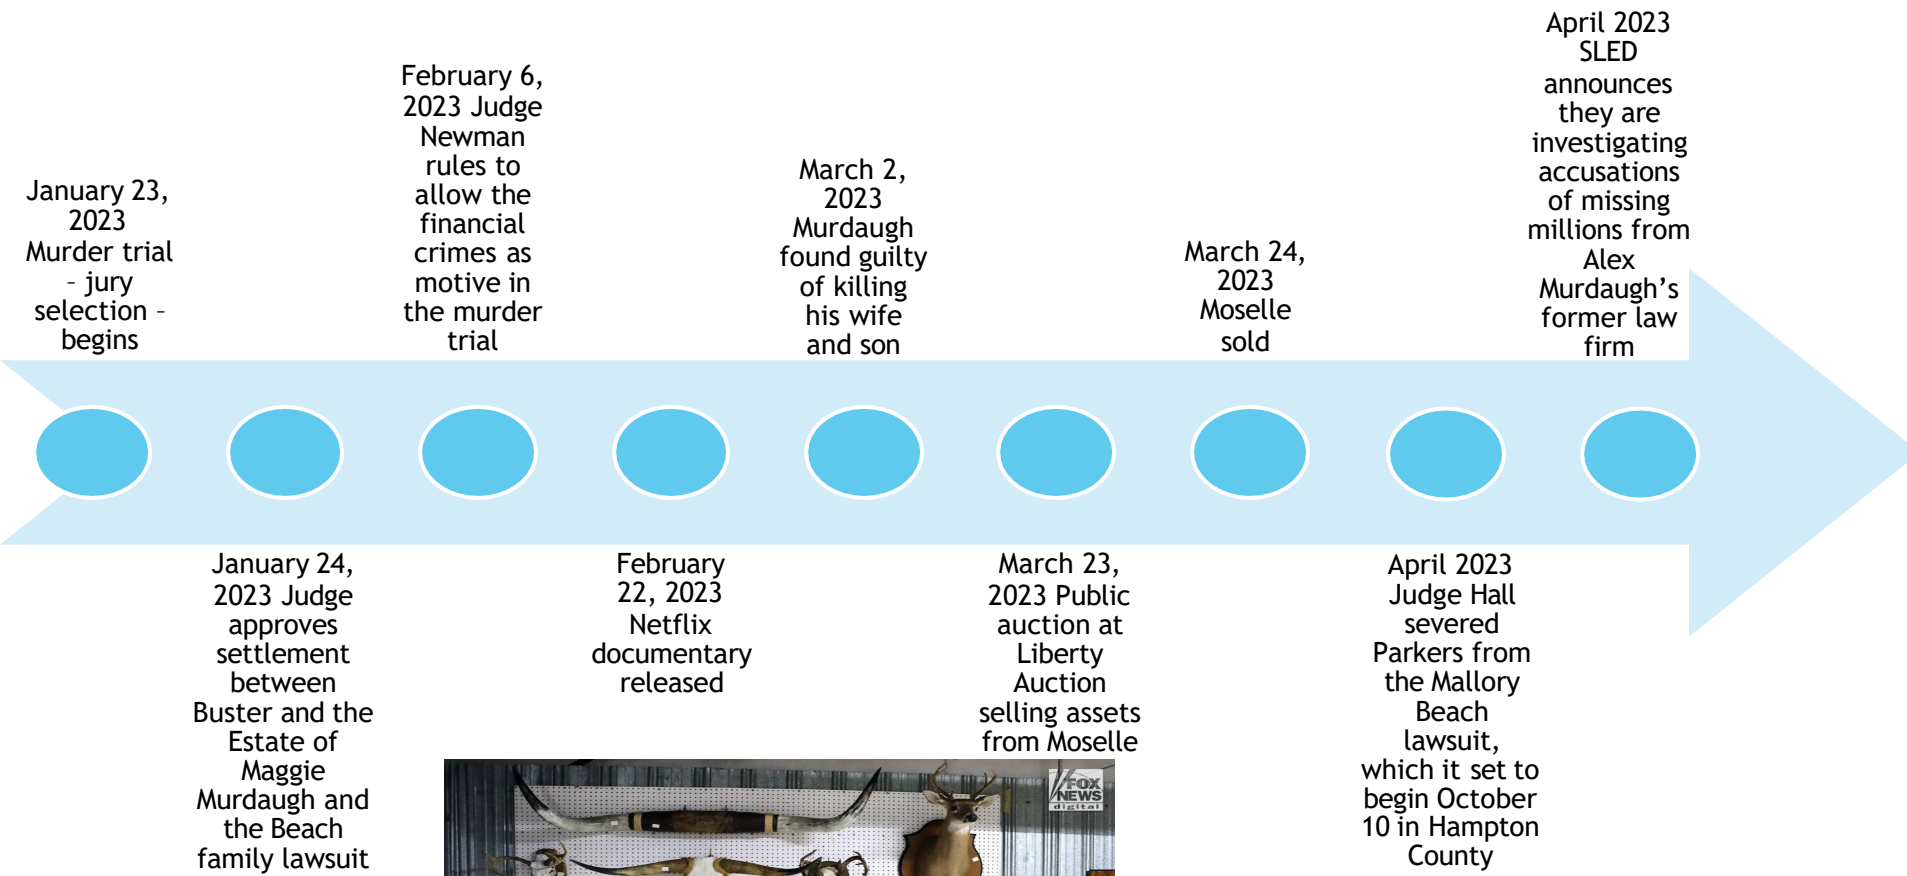 January 23,
2023
Murder trial
– jury
selection –
begins
January 24,
2023 Judge
approves
settlement
between
Buster and the
Estate of
Maggie
Murdaugh and
the Beach
family lawsuit
February 6,
2023 Judge
Newman
rules to
allow the
financial
crimes as
motive in
the murder
trial
February
22, 2023
Netflix
documentary
released
March 2,
2023
Murdaugh
found guilty
of killing
his wife
and son
March 23,
2023 Public
auction at
Liberty
Auction
selling assets
from Moselle
March 24,
2023
Moselle
sold
April 2023
Judge Hall
severed
Parkers from
the Mallory
Beach
lawsuit,
which it set to
begin October
10 in Hampton
County
April 2023
SLED
announces
they are
investigating
accusations
of missing
millions from
Alex
Murdaugh’s
former law
firm
FOX
NEWS
digital